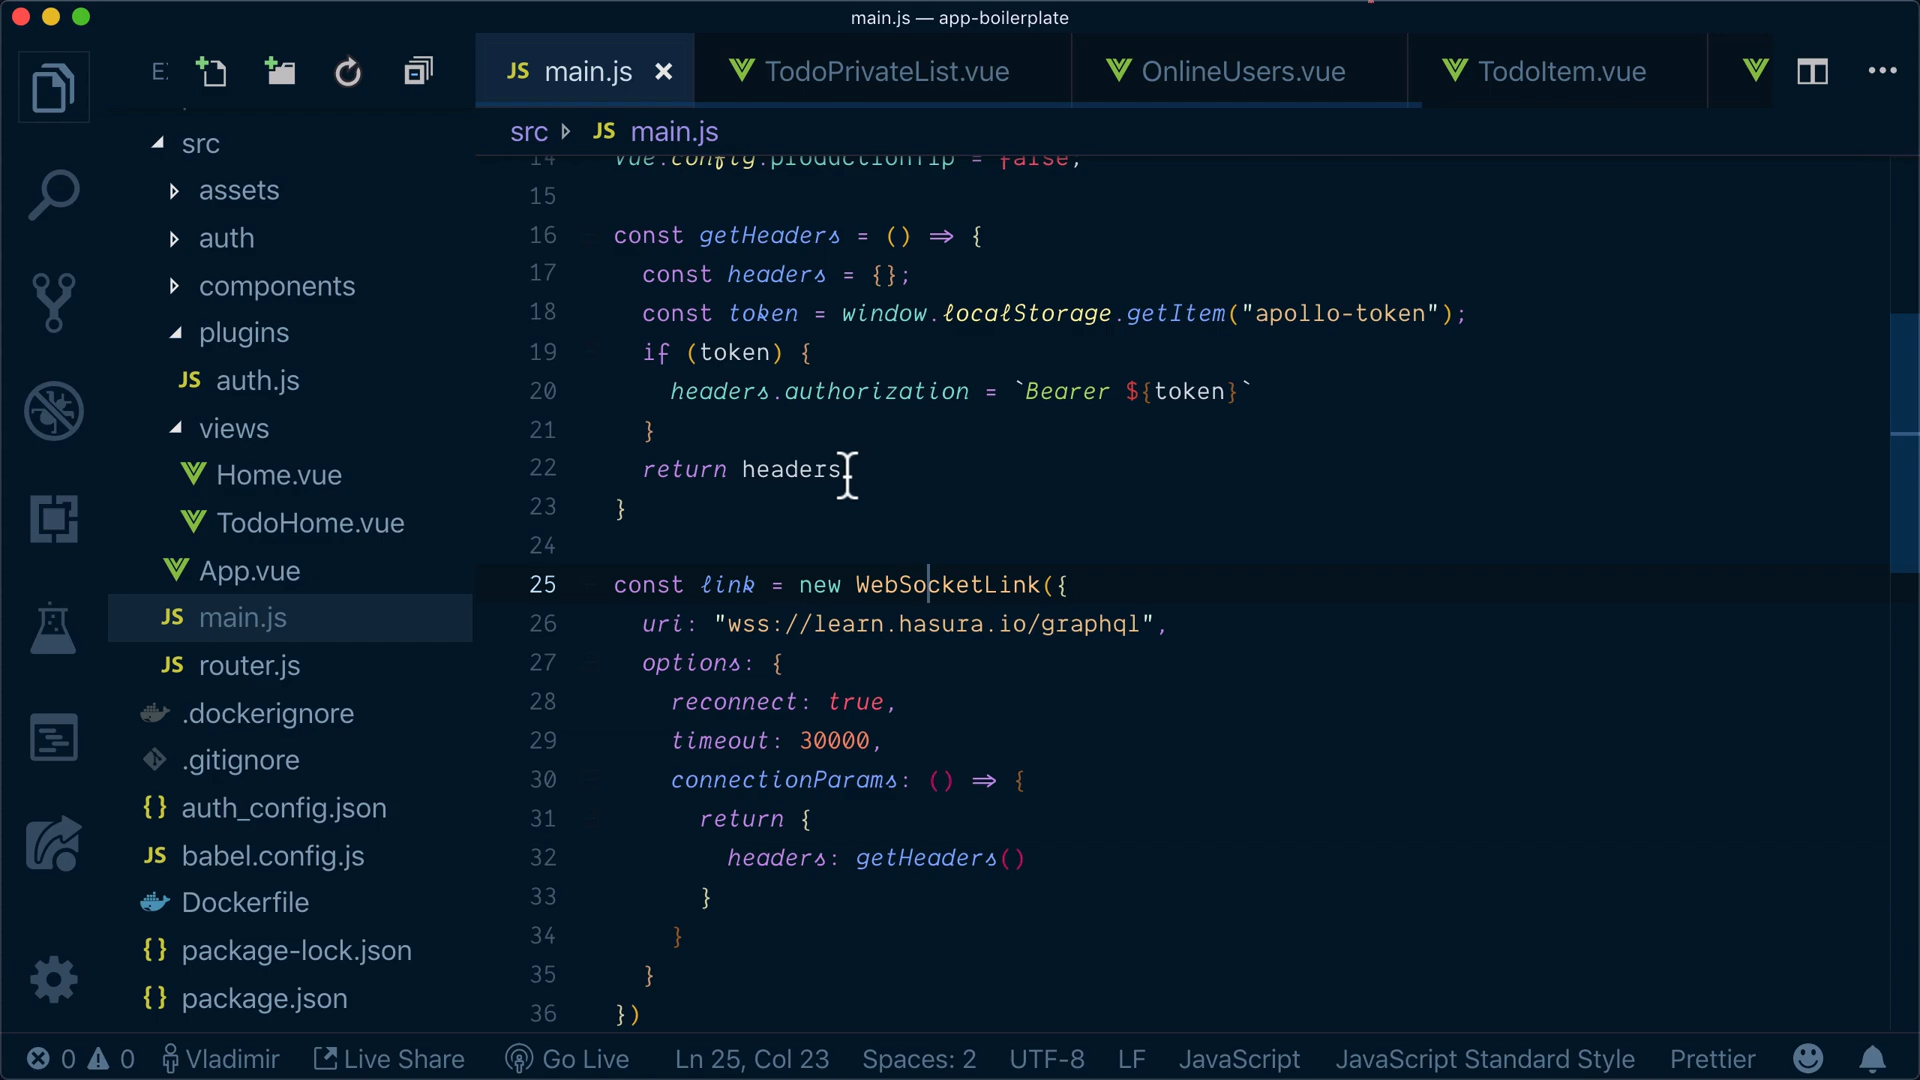 main.js — app-boilerplate
E:
JS main.js
TodoPrivateList.vue
OnlineUsers.vue
TodoItem.vue
src
assets
auth
components
plugins
JS auth.js
views
Home.vue
TodoHome.vue
App.vue
JS main.js
JS router.js
.dockerignore
.gitignore
{} auth_config.json
JS babel.config.js
Dockerfile
{} package-lock.json
{} package.json
src JS main.js
14 Vue.config.productionTip = false;
15
16 const getHeaders = () => {
17 const headers = {};
18 const token = window.localStorage.getItem("apollo-token");
19 if (token) {
20 headers.authorization = `Bearer ${token}`
21 }
22 return headers
23 }
24
25 const link = new WebSocketLink({
26 uri: "wss://learn.hasura.io/graphql",
27 options: {
28 reconnect: true,
29 timeout: 30000,
30 connectionParams: () => {
31 return {
32 headers: getHeaders()
33 }
34 }
35 }
36 })
0 0 Vladimir Live Share Go Live Ln 25, Col 23 Spaces: 2 UTF-8 LF JavaScript JavaScript Standard Style Prettier